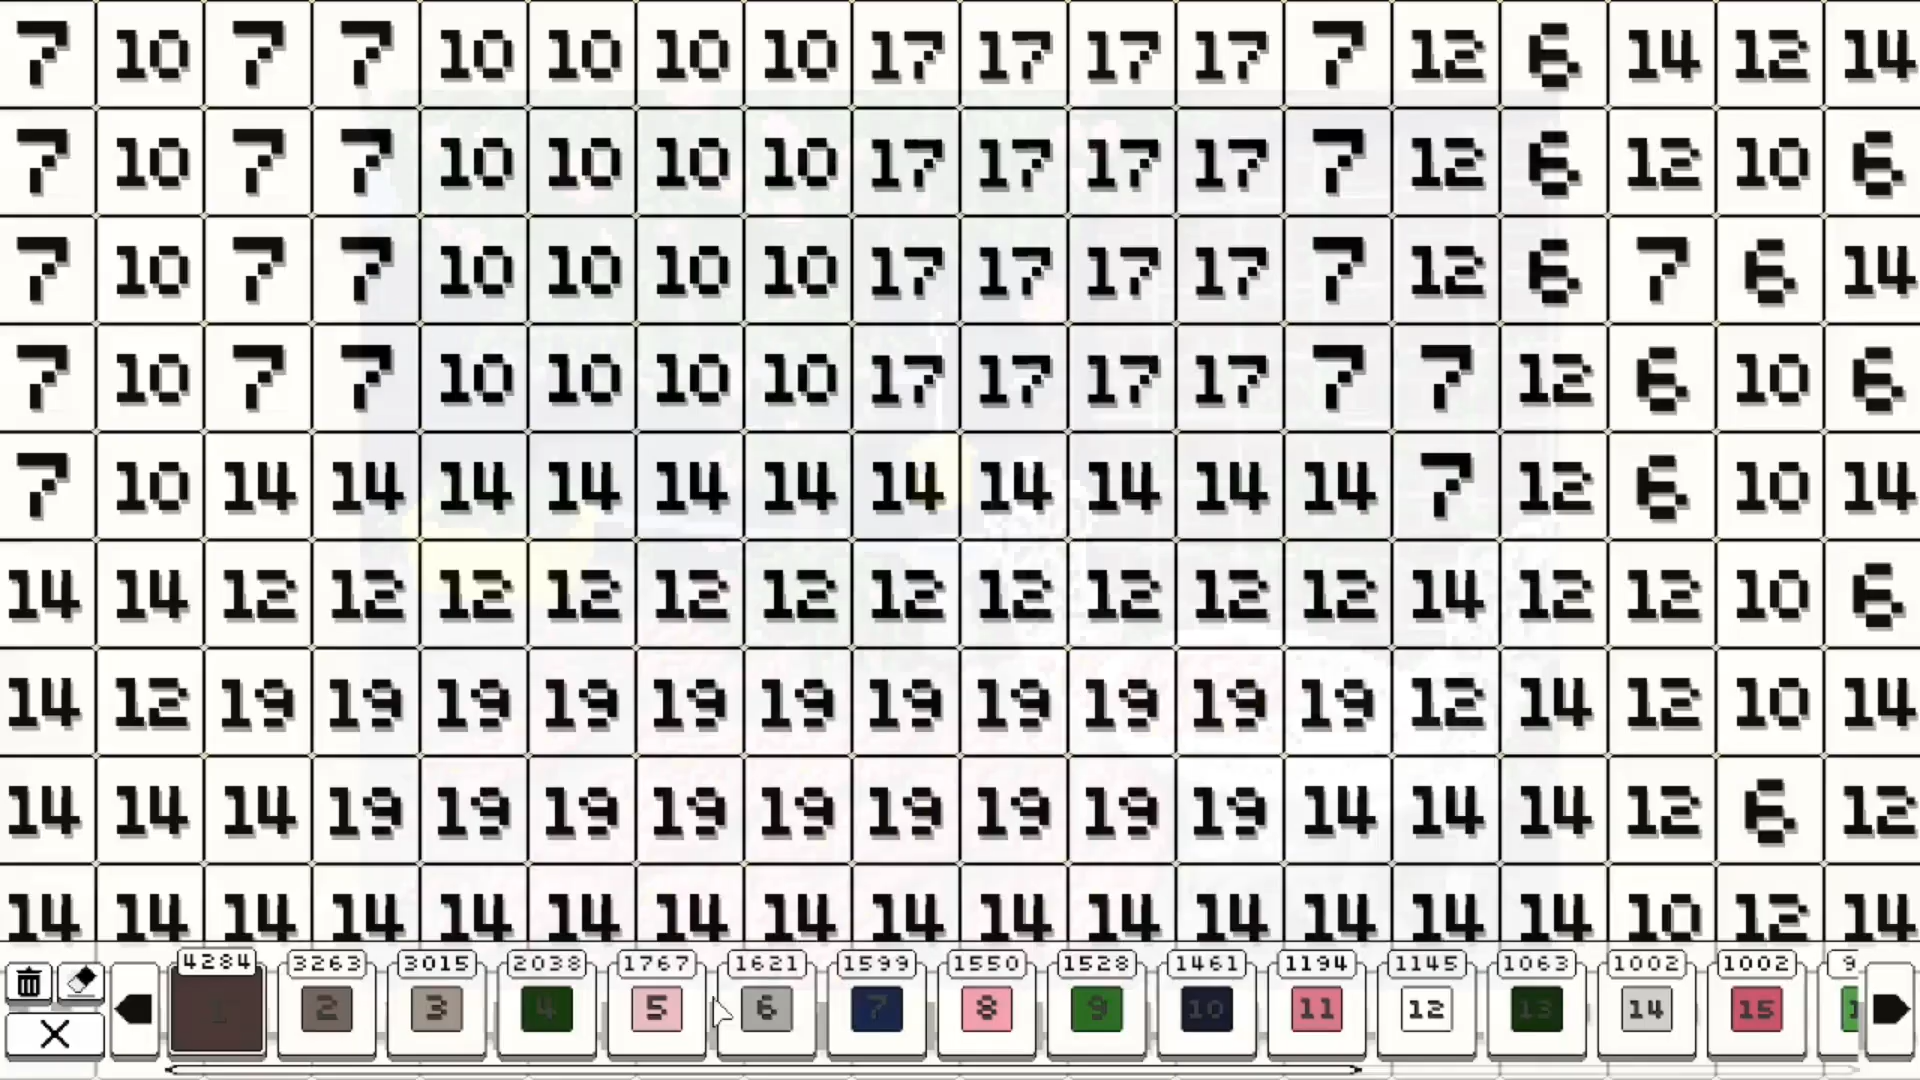 7 10 7 7 10 10 10 10 17 17 17 17 7 12 6 14 12 14
7 10 7 7 10 10 10 10 17 17 17 17 7 12 6 12 10 6
7 10 7 7 10 10 10 10 17 17 17 17 7 12 6 7 6 14
7 10 7 7 10 10 10 10 17 17 17 17 7 7 12 6 10 6
7 10 14 14 14 14 14 14 14 14 14 14 14 7 12 6 10 14
14 14 12 12 12 12 12 12 12 12 12 12 12 14 12 12 10 6
14 12 19 19 19 19 19 19 19 19 19 19 19 12 14 12 10 14
14 14 14 19 19 19 19 19 19 19 19 19 14 14 14 12 6 12
14 14 14 14 14 14 14 14 14 14 14 14 14 14 14 10 12 14
4284 3263 3015 2038 1767 1621 1599 1550 1528 1461 1194 1145 1063 1002 1002
1 2 3 4 5 6 7 8 9 10 11 12 13 14 15